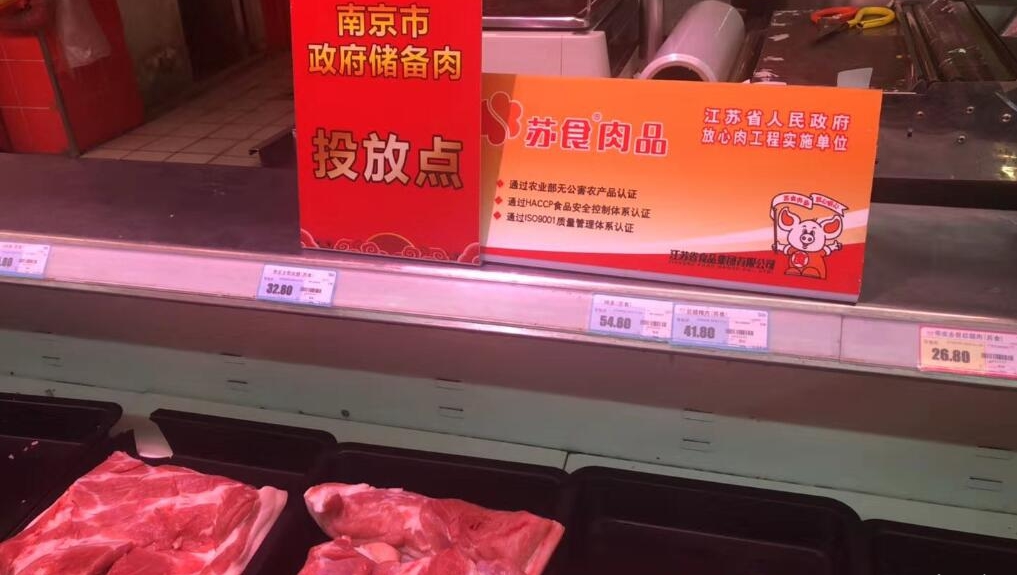 南京市
政府储备肉
投放点
苏食®肉品
江苏省人民政府
放心肉工程实施单位
通过农业部无公害农产品认证
通过HACCP食品安全控制体系认证
通过ISO9001质量管理体系认证
江苏省食品集团有限公司
32.80
54.80
41.80
26.80